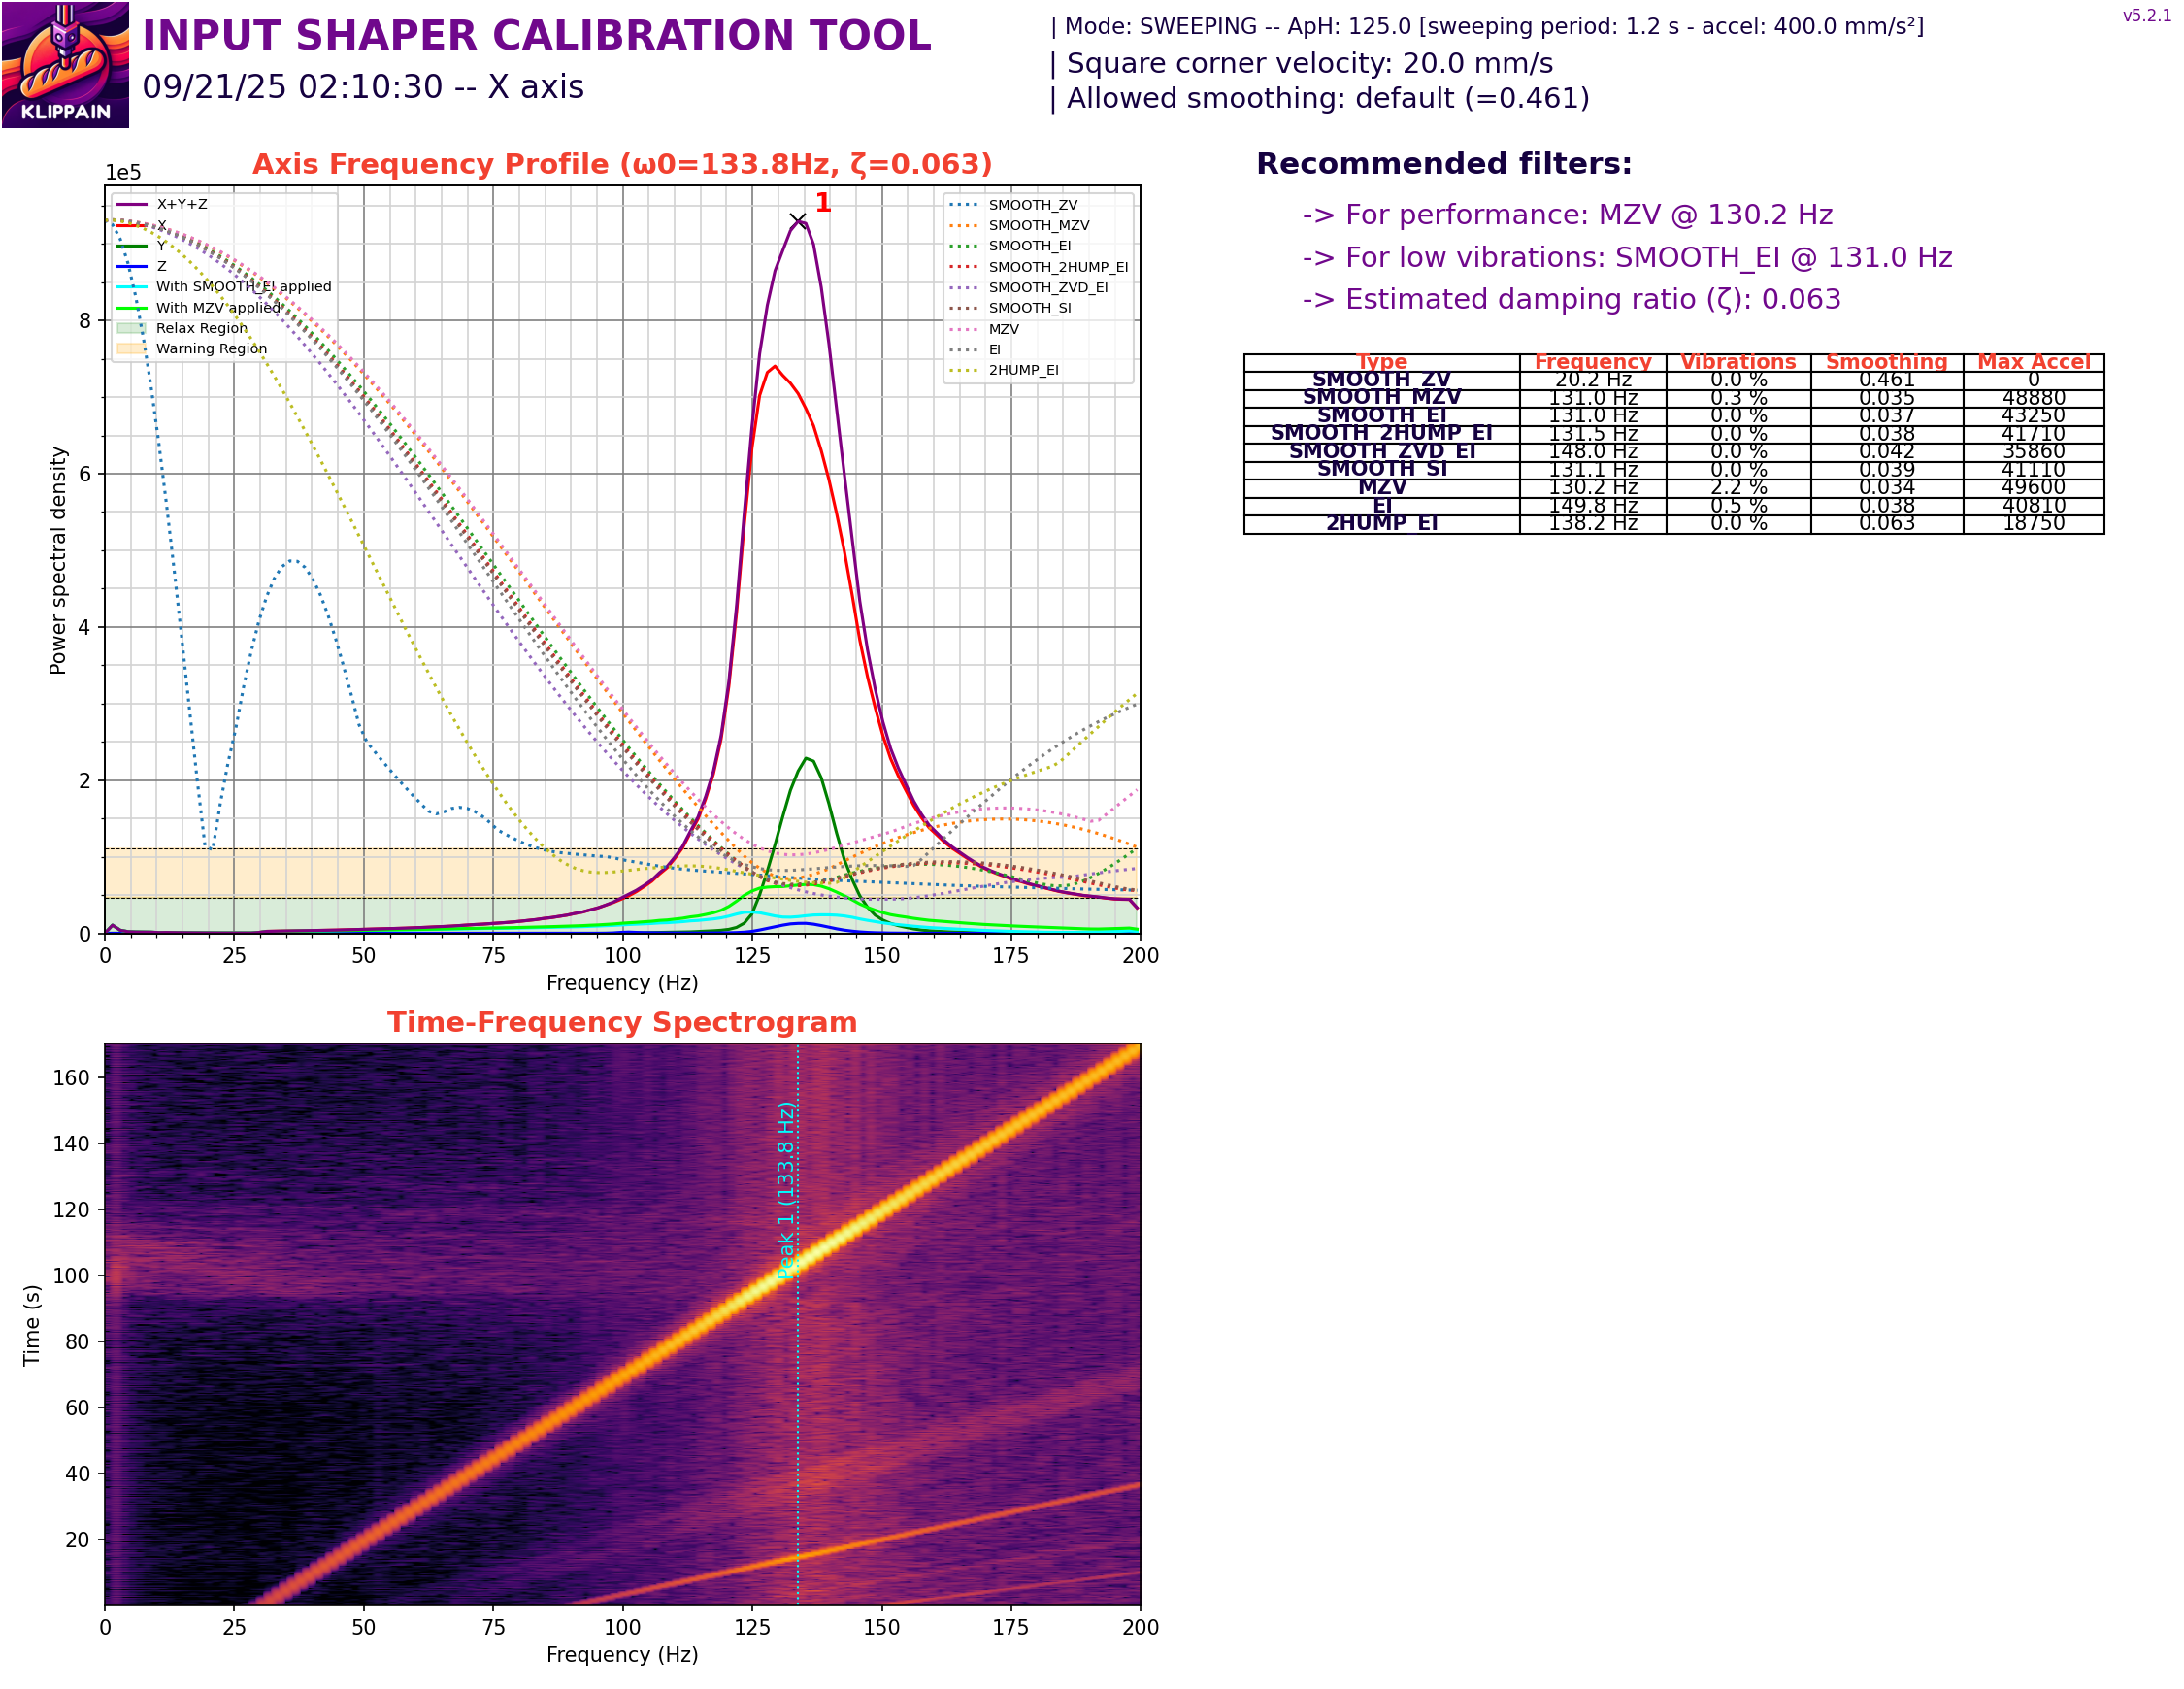 INPUT SHAPER CALIBRATION TOOL
09/21/25 02:10:30 -- X axis
KLIPPAIN
| Mode: SWEEPING -- ApH: 125.0 [sweeping period: 1.2 s - accel: 400.0 mm/s²]
| Square corner velocity: 20.0 mm/s
| Allowed smoothing: default (=0.461)
v5.2.1
Axis Frequency Profile (ω0=133.8Hz, ζ=0.063)
1e5
X+Y+Z
X
Y
Z
With SMOOTH_EI applied
With MZV applied
Relax Region
Warning Region
1
SMOOTH_ZV
SMOOTH_MZV
SMOOTH_EI
SMOOTH_2HUMP_EI
SMOOTH_ZVD_EI
SMOOTH_SI
MZV
EI
2HUMP_EI
Power spectral density
8
6
4
2
0
0 25 50 75 100 125 150 175 200
Frequency (Hz)
Recommended filters:
-> For performance: MZV @ 130.2 Hz
-> For low vibrations: SMOOTH_EI @ 131.0 Hz
-> Estimated damping ratio (ζ): 0.063
Type Frequency Vibrations Smoothing Max Accel
SMOOTH_ZV 20.2 Hz 0.0 % 0.461 0
SMOOTH_MZV 131.0 Hz 0.3 % 0.035 48880
SMOOTH_EI 131.0 Hz 0.0 % 0.037 43250
SMOOTH_2HUMP_EI 131.5 Hz 0.0 % 0.038 41710
SMOOTH_ZVD_EI 148.0 Hz 0.0 % 0.042 35860
SMOOTH_SI 131.1 Hz 0.0 % 0.039 41110
MZV 130.2 Hz 2.2 % 0.034 49600
EI 149.8 Hz 0.5 % 0.038 40810
2HUMP_EI 138.2 Hz 0.0 % 0.063 18750
Time-Frequency Spectrogram
Time (s)
160
140
120
100
80
60
40
20
Peak 1 (133.8 Hz)
0 25 50 75 100 125 150 175 200
Frequency (Hz)